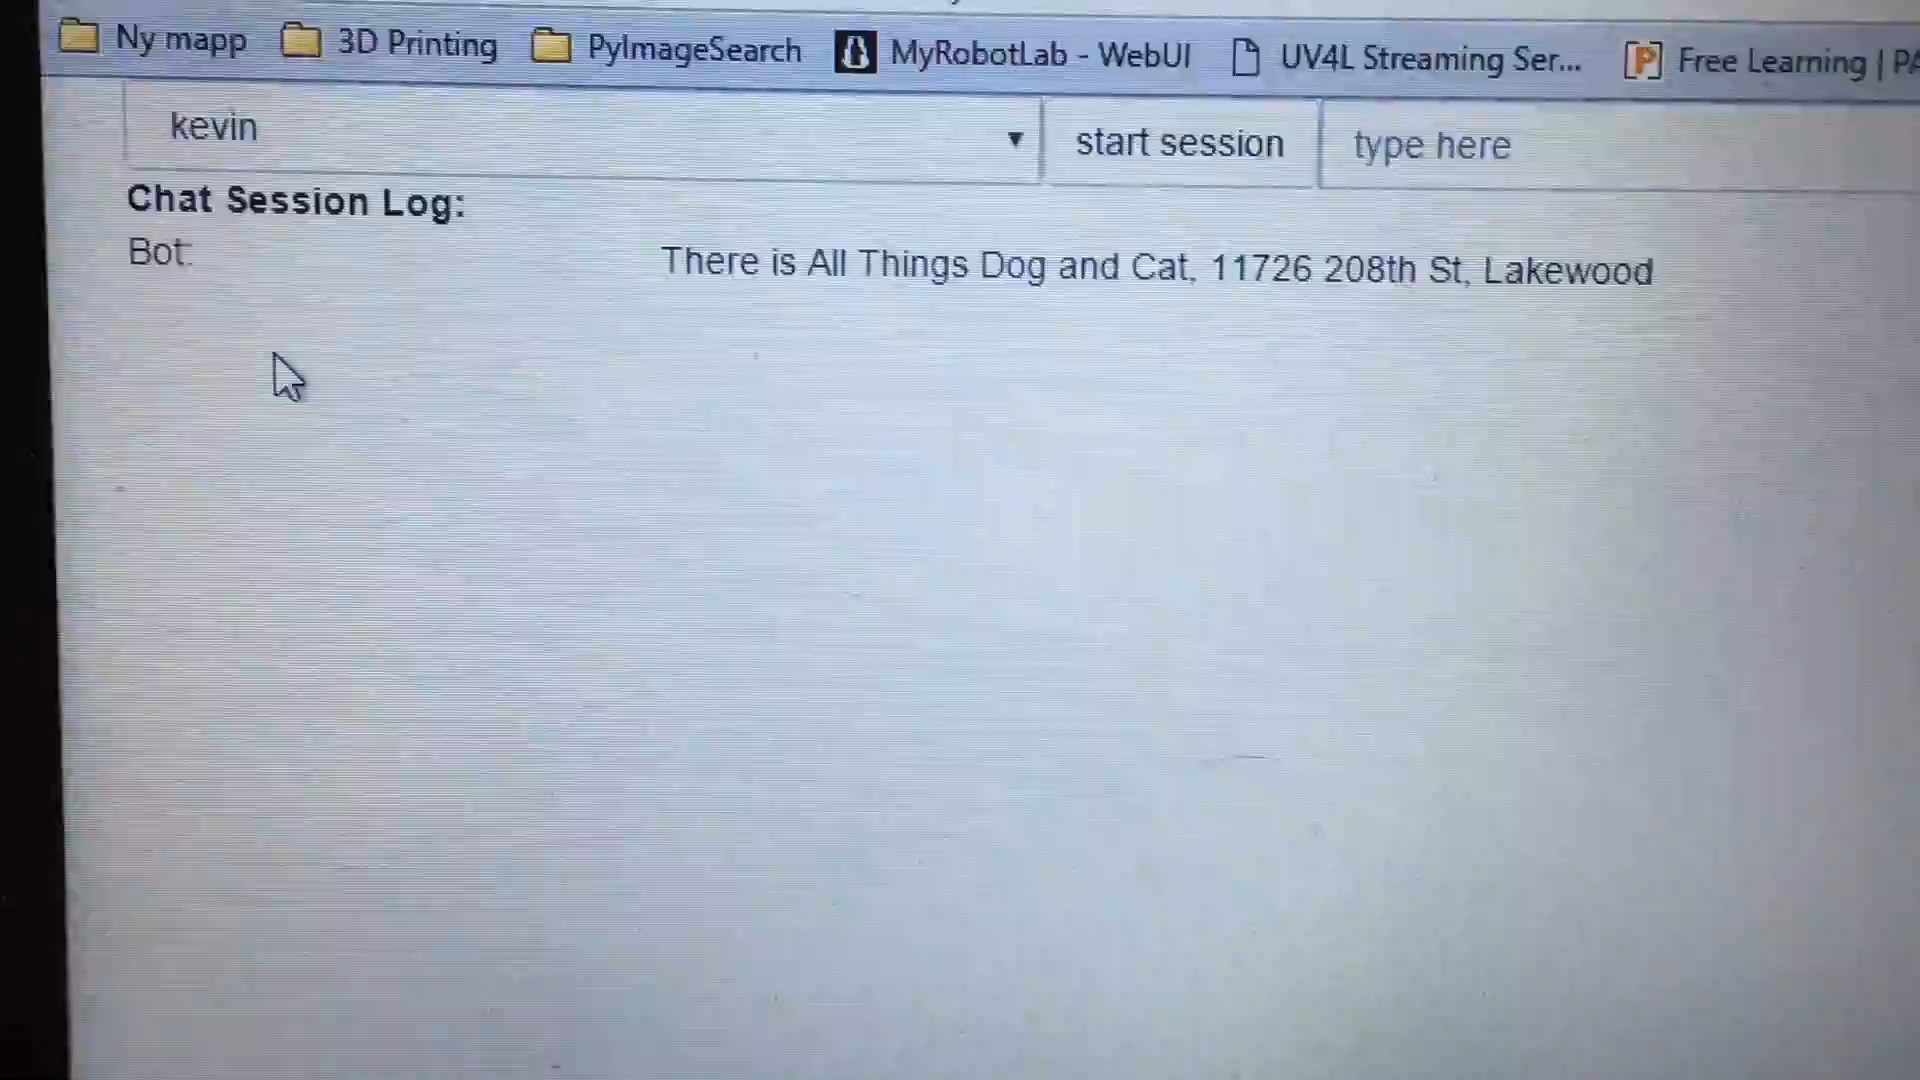 Ny mapp 3D Printing PyImageSearch MyRobotLab - WebUI UV4L Streaming Ser... Free Learning | PA
kevin start session type here
Chat Session Log:
Bot: There is All Things Dog and Cat, 11726 208th St, Lakewood